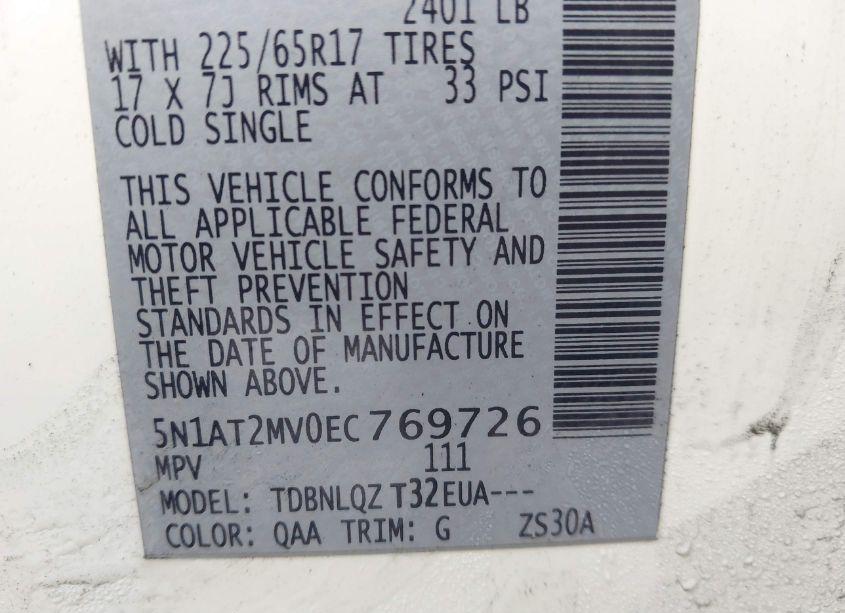 2401 LB
WITH 225/65R17 TIRES
17 X 7J RIMS AT 33 PSI
COLD SINGLE
THIS VEHICLE CONFORMS TO
ALL APPLICABLE FEDERAL
MOTOR VEHICLE SAFETY AND
THEFT PREVENTION
STANDARDS IN EFFECT ON
THE DATE OF MANUFACTURE
SHOWN ABOVE.
5N1AT2MV0EC769726
MPV 111
MODEL: TDBNLQZ T32EUA---
COLOR: QAA TRIM: G ZS30A